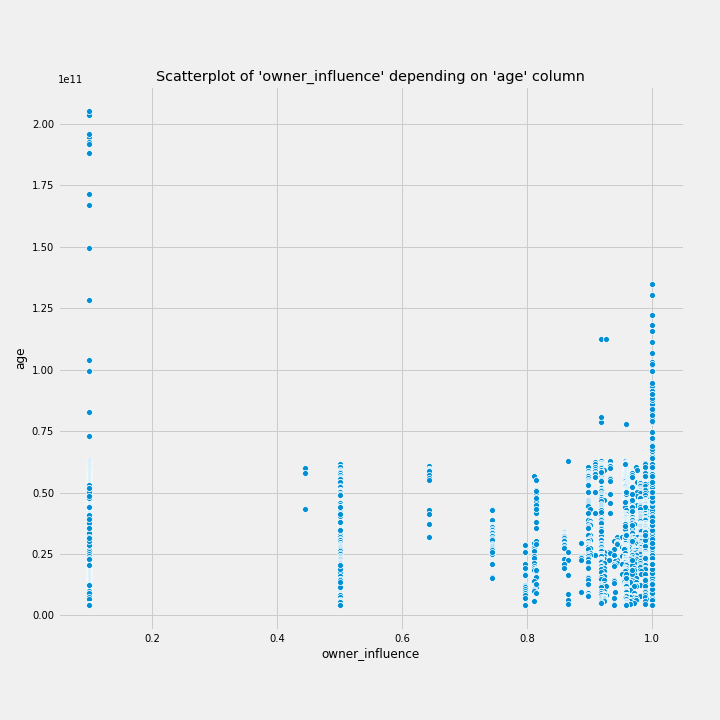 Scatterplot of 'owner_influence' depending on 'age' column
1e11
2.00
1.75
1.50
1.25
1.00
0.75
0.50
0.25
0.00
age
0.2 0.4 0.6 0.8 1.0
owner_influence